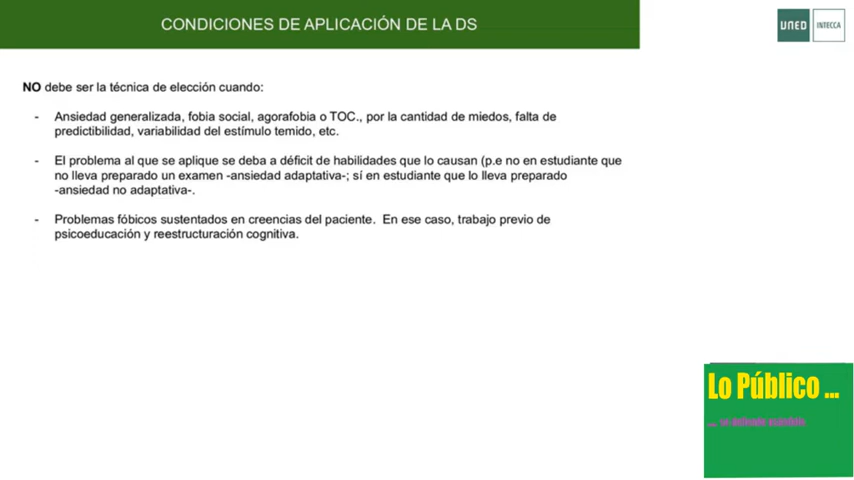 CONDICIONES DE APLICACIÓN DE LA DS
UNED
INTECCA
NO debe ser la técnica de elección cuando:
- Ansiedad generalizada, fobia social, agorafobia o TOC., por la cantidad de miedos, falta de
predictibilidad, variabilidad del estímulo temido, etc.
- El problema al que se aplique se deba a déficit de habilidades que lo causan (p.e no en estudiante que
no lleva preparado un examen -ansiedad adaptativa-; sí en estudiante que lo lleva preparado
-ansiedad no adaptativa-.
- Problemas fóbicos sustentados en creencias del paciente. En ese caso, trabajo previo de
psicoeducación y reestructuración cognitiva.
Lo Público ...